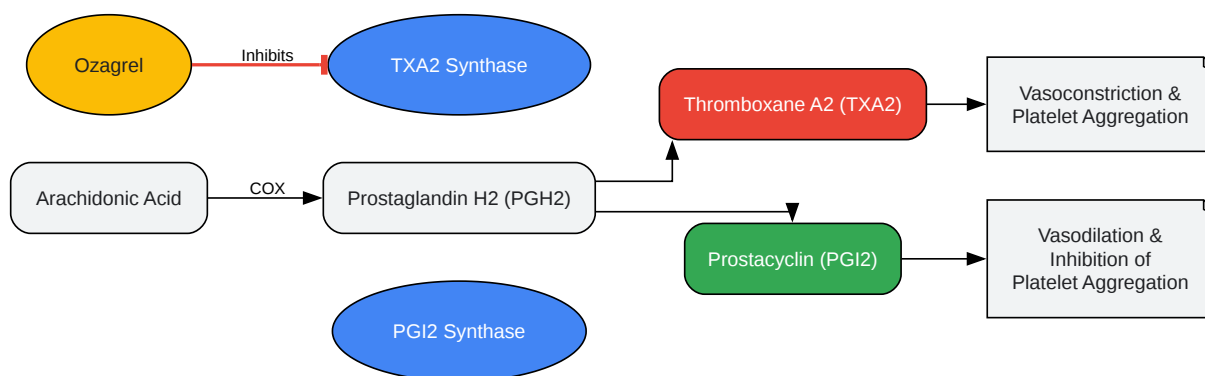 Ozagrel
Inhibits
TXA2 Synthase
Thromboxane A2 (TXA2)
Vasoconstriction &
Platelet Aggregation
Arachidonic Acid
COX
Prostaglandin H2 (PGH2)
Prostacyclin (PGI2)
Vasodilation &
Inhibition of
Platelet Aggregation
PGI2 Synthase